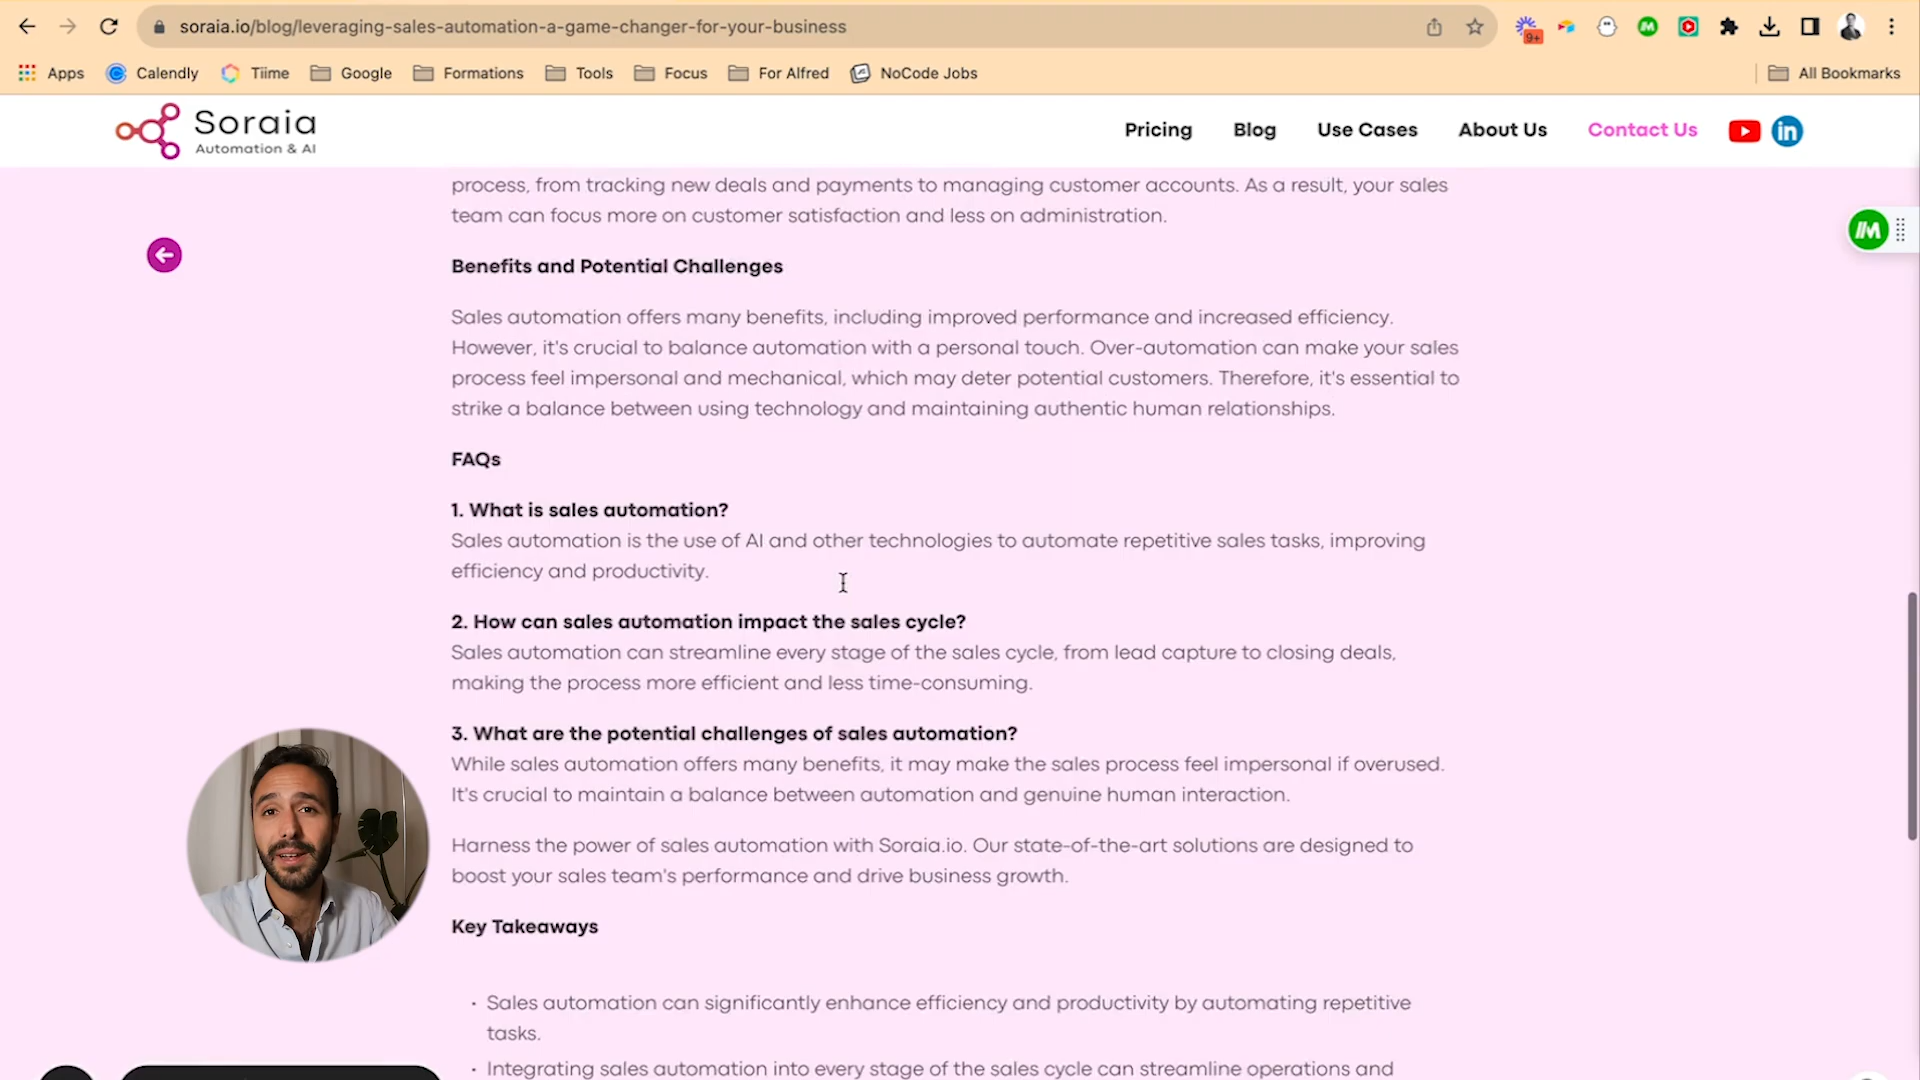 soraia.io/blog/leveraging-sales-automation-a-game-changer-for-your-business
9+
Apps
Calendly
Tiime
Google
Formations
Tools
Focus
For Alfred
NoCode Jobs
All Bookmarks
Soraia
Automation & AI
Pricing
Blog
Use Cases
About Us
Contact Us
in
process, from tracking new deals and payments to managing customer accounts. As a result, your sales
team can focus more on customer satisfaction and less on administration.
Benefits and Potential Challenges
Sales automation offers many benefits, including improved performance and increased efficiency.
However, it's crucial to balance automation with a personal touch. Over-automation can make your sales
process feel impersonal and mechanical, which may deter potential customers. Therefore, it's essential to
strike a balance between using technology and maintaining authentic human relationships.
FAQs
1. What is sales automation?
Sales automation is the use of AI and other technologies to automate repetitive sales tasks, improving
efficiency and productivity.
2. How can sales automation impact the sales cycle?
Sales automation can streamline every stage of the sales cycle, from lead capture to closing deals,
making the process more efficient and less time-consuming.
3. What are the potential challenges of sales automation?
While sales automation offers many benefits, it may make the sales process feel impersonal if overused.
It's crucial to maintain a balance between automation and genuine human interaction.
Harness the power of sales automation with Soraia.io. Our state-of-the-art solutions are designed to
boost your sales team's performance and drive business growth.
Key Takeaways
· Sales automation can significantly enhance efficiency and productivity by automating repetitive
tasks.
· Integrating sales automation into every stage of the sales cycle can streamline operations and